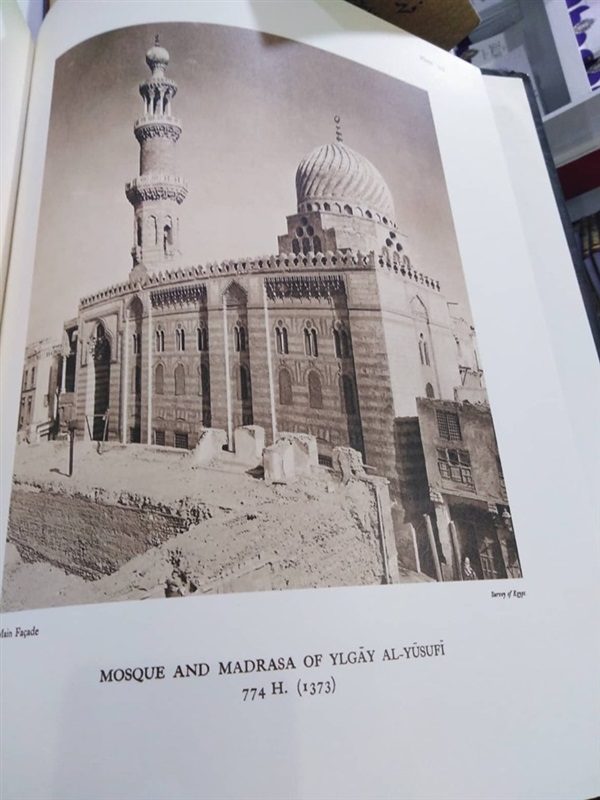 Main Façade
Survey of Egypt
MOSQUE AND MADRASA OF YLGĀY AL-YŪSUFĪ
774 H. (1373)